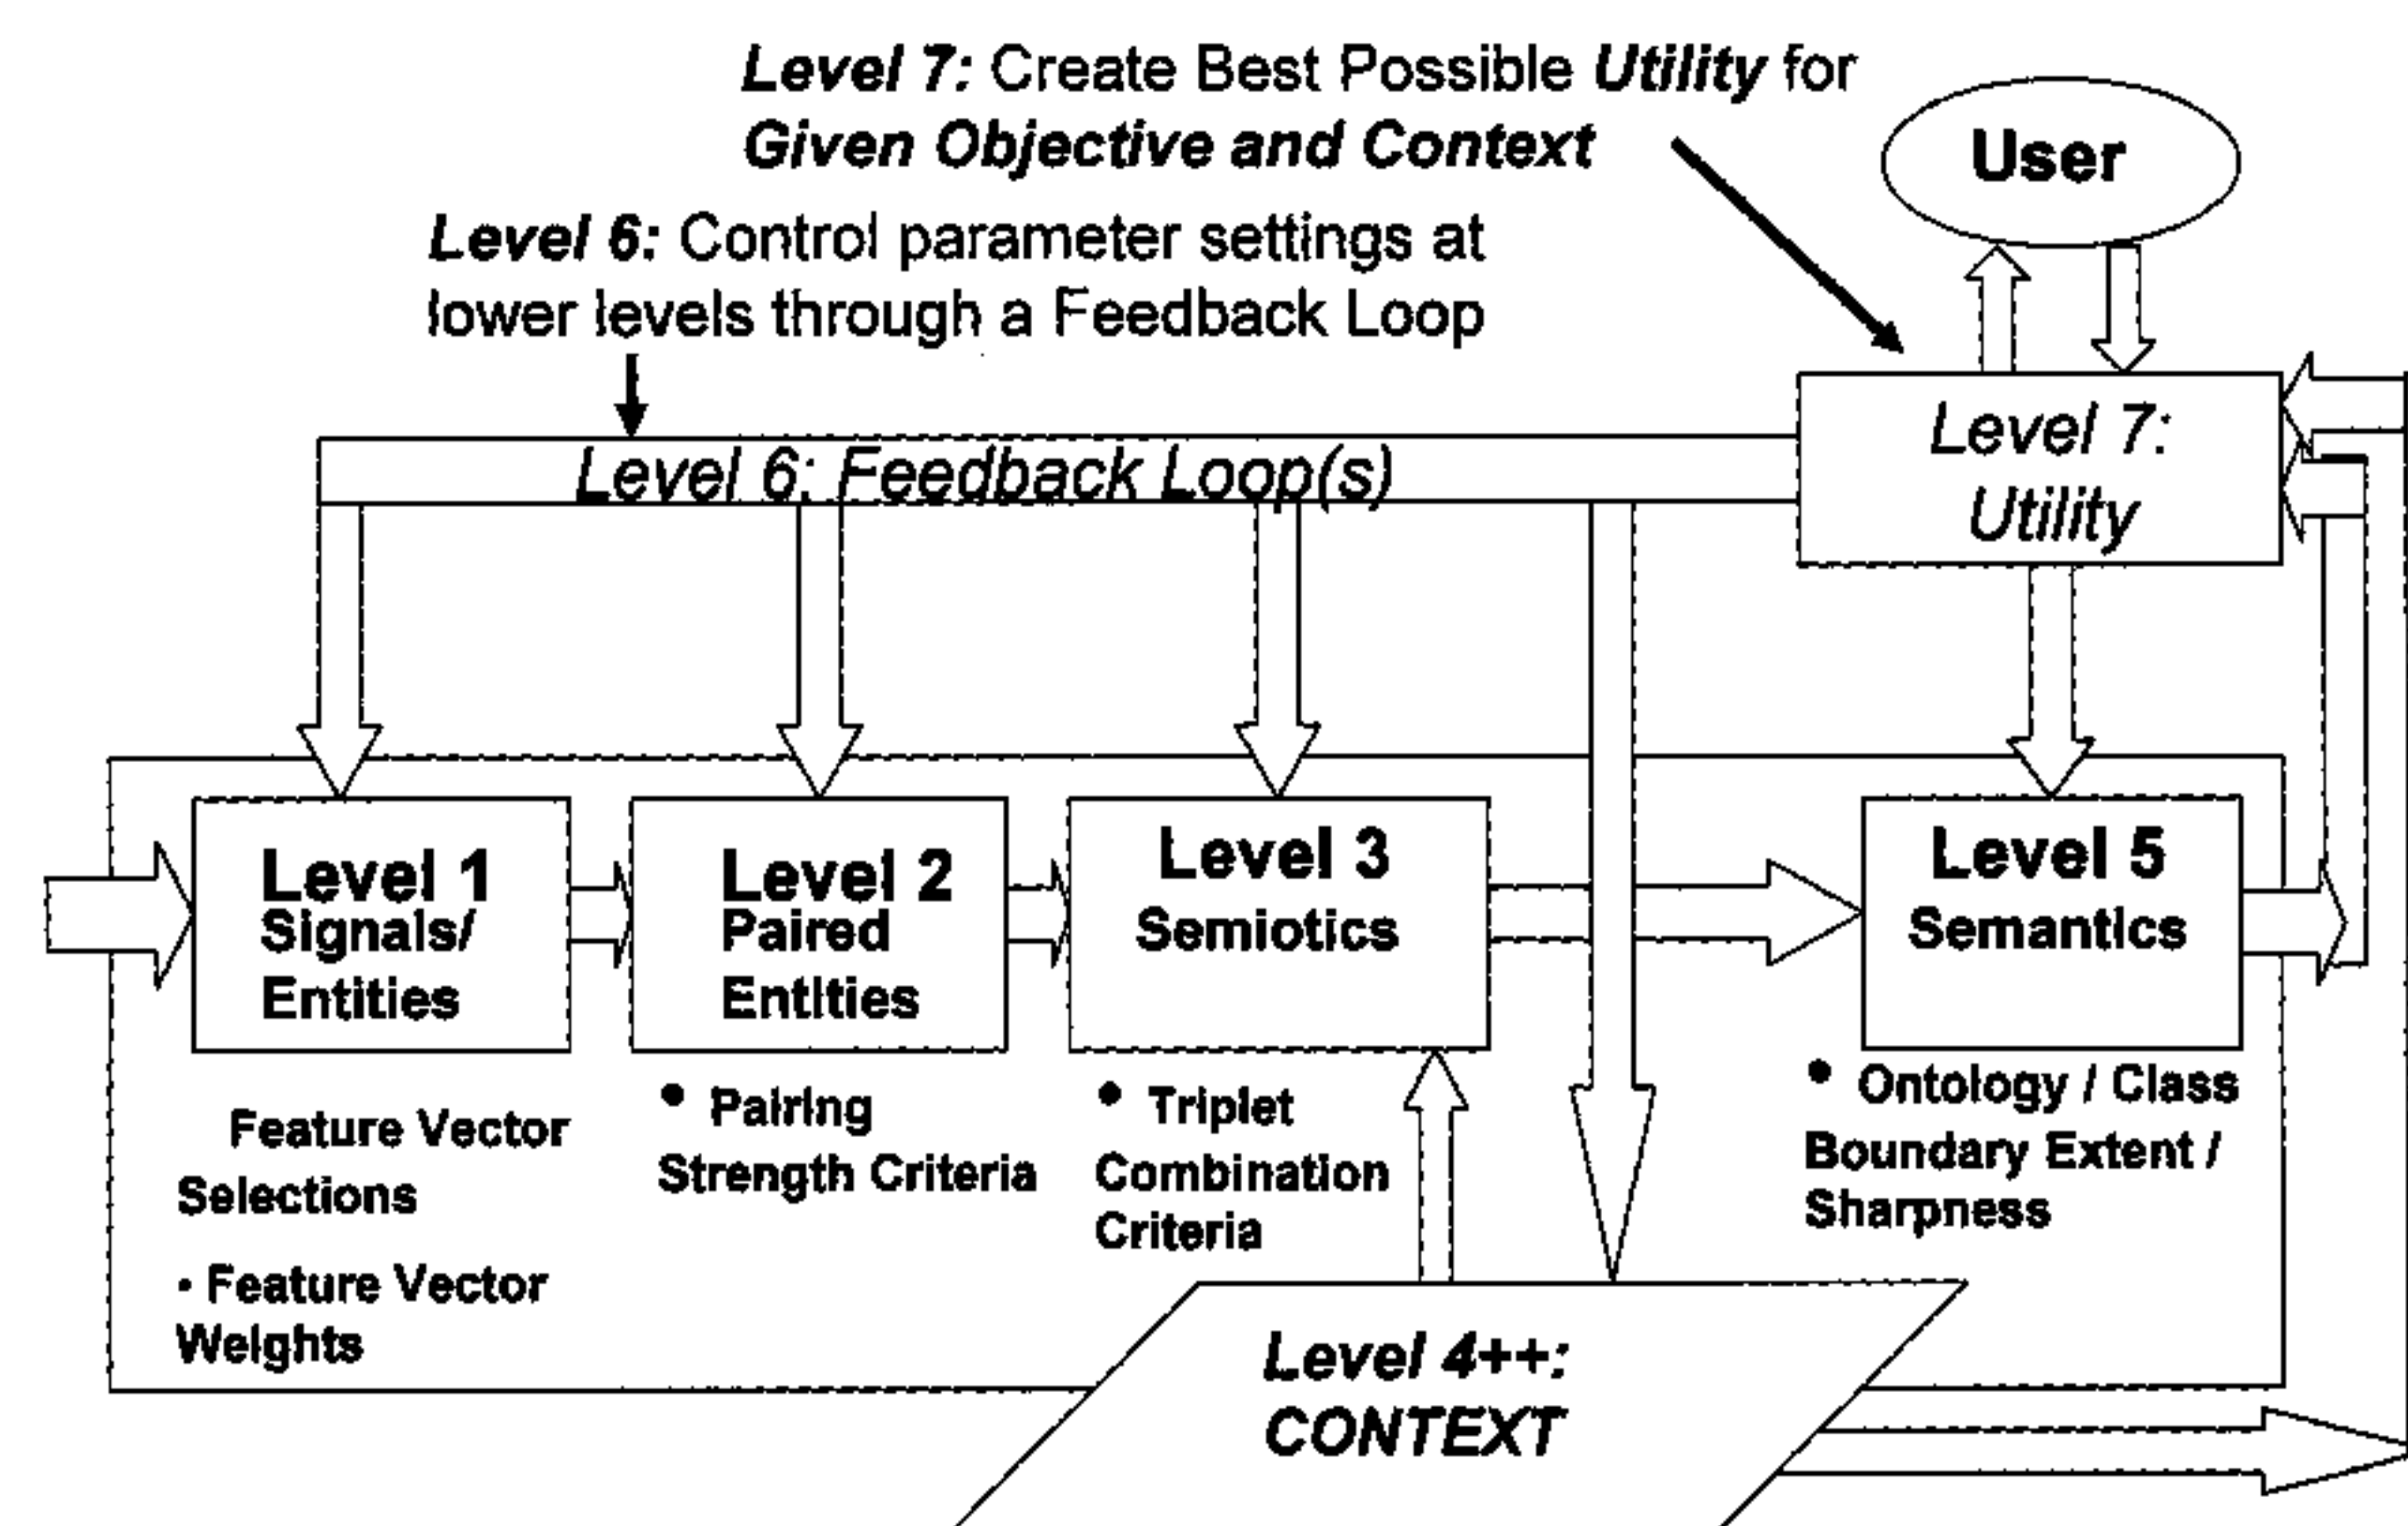 Level 7: Create Best Possible Utility for
Given Objective and Context
User
Level 6: Control parameter settings at
lower levels through a Feedback Loop
Level 6: Feedback Loop(s)
Level 7:
Utility
Level 1
Signals/
Entities
Level 2
Paired
Entities
Level 3
Semiotics
Level 5
Semantics
Feature Vector
Selections
• Feature Vector
Weights
• Pairing
Strength Criteria
• Triplet
Combination
Criteria
• Ontology / Class
Boundary Extent /
Sharpness
Level 4++:
CONTEXT